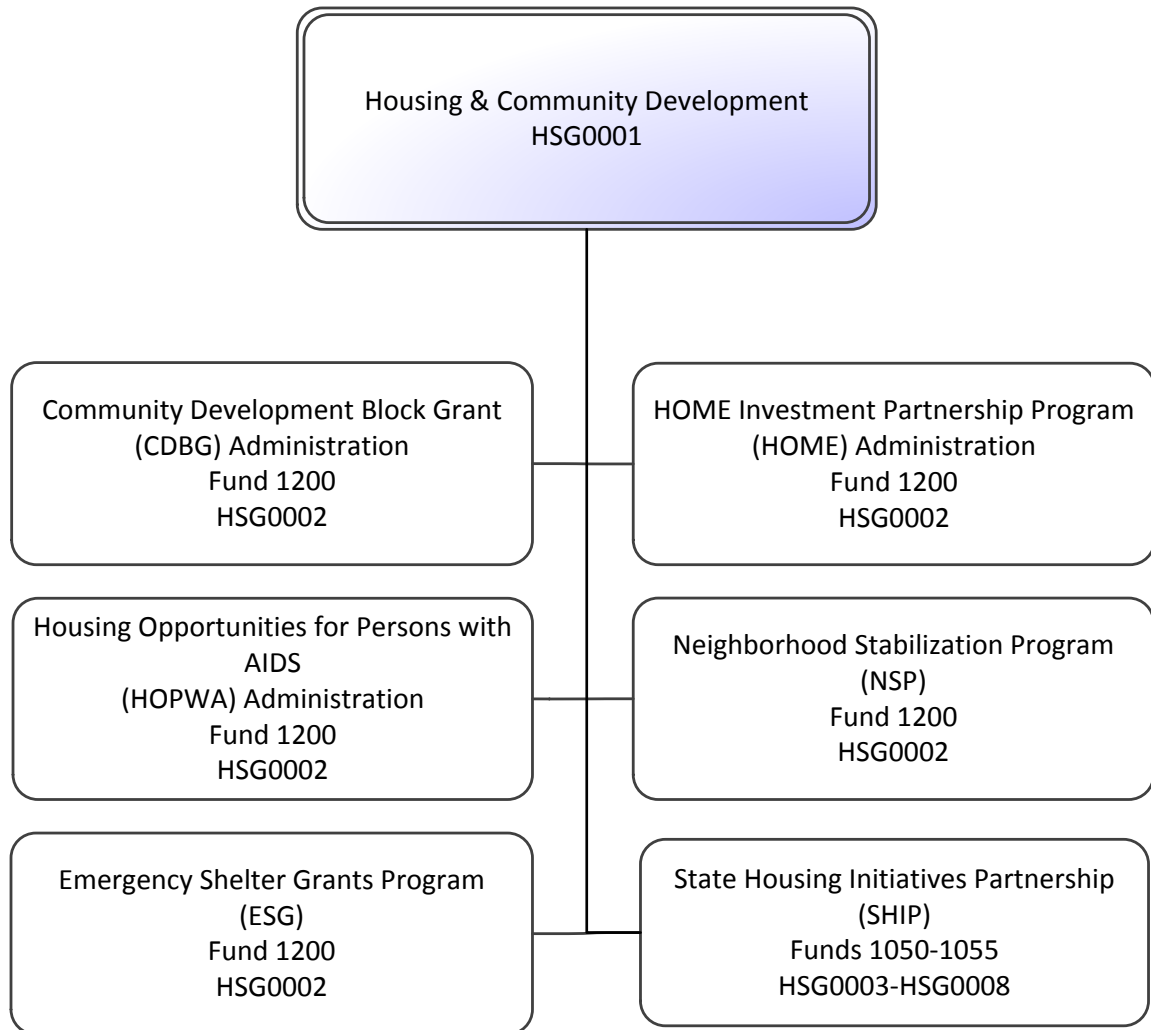 Housing & Community Development
HSG0001
Community Development Block Grant
(CDBG) Administration
Fund 1200
HSG0002
HOME Investment Partnership Program
(HOME) Administration
Fund 1200
HSG0002
Housing Opportunities for Persons with
AIDS
(HOPWA) Administration
Fund 1200
HSG0002
Neighborhood Stabilization Program
(NSP)
Fund 1200
HSG0002
Emergency Shelter Grants Program
(ESG)
Fund 1200
HSG0002
State Housing Initiatives Partnership
(SHIP)
Funds 1050-1055
HSG0003-HSG0008